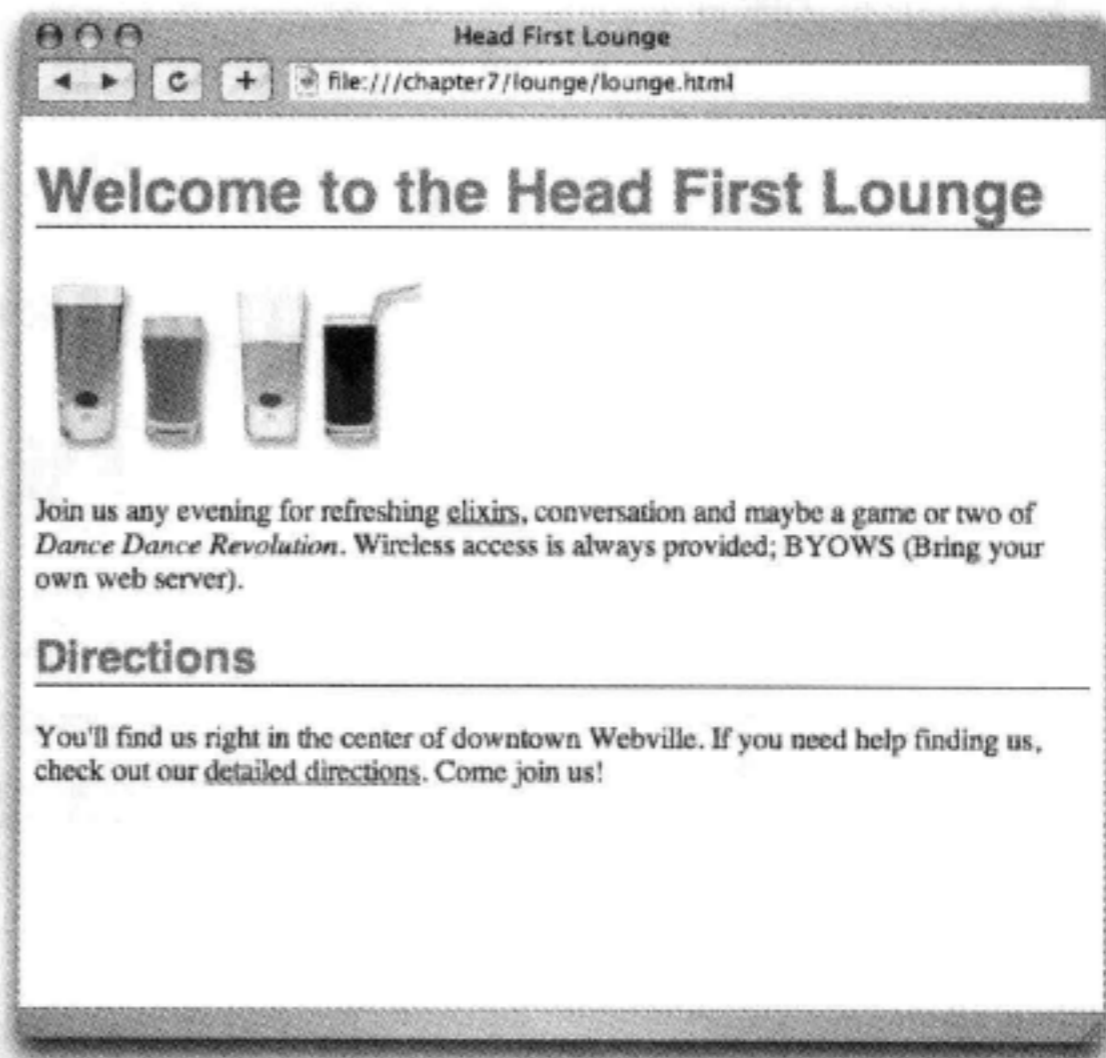 Head First Lounge
file:///chapter7/lounge/lounge.html
Welcome to the Head First Lounge
Join us any evening for refreshing elixirs, conversation and maybe a game or two of
Dance Dance Revolution. Wireless access is always provided; BYOWS (Bring your
own web server).
Directions
You'll find us right in the center of downtown Webville. If you need help finding us,
check out our detailed directions. Come join us!